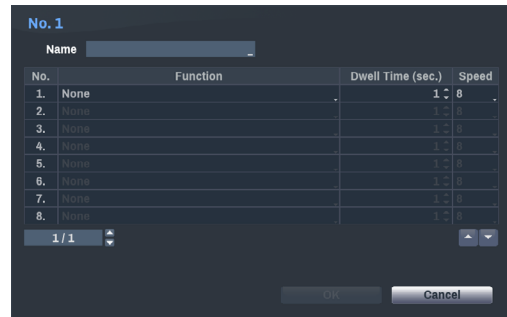 No. 1
Name
No. Function Dwell Time (sec.) Speed
1. None 1 8
2. None 1 8
3. None 1 8
4. None 1 8
5. None 1 8
6. None 1 8
7. None 1 8
8. None 1 8
1 / 1
OK Cancel